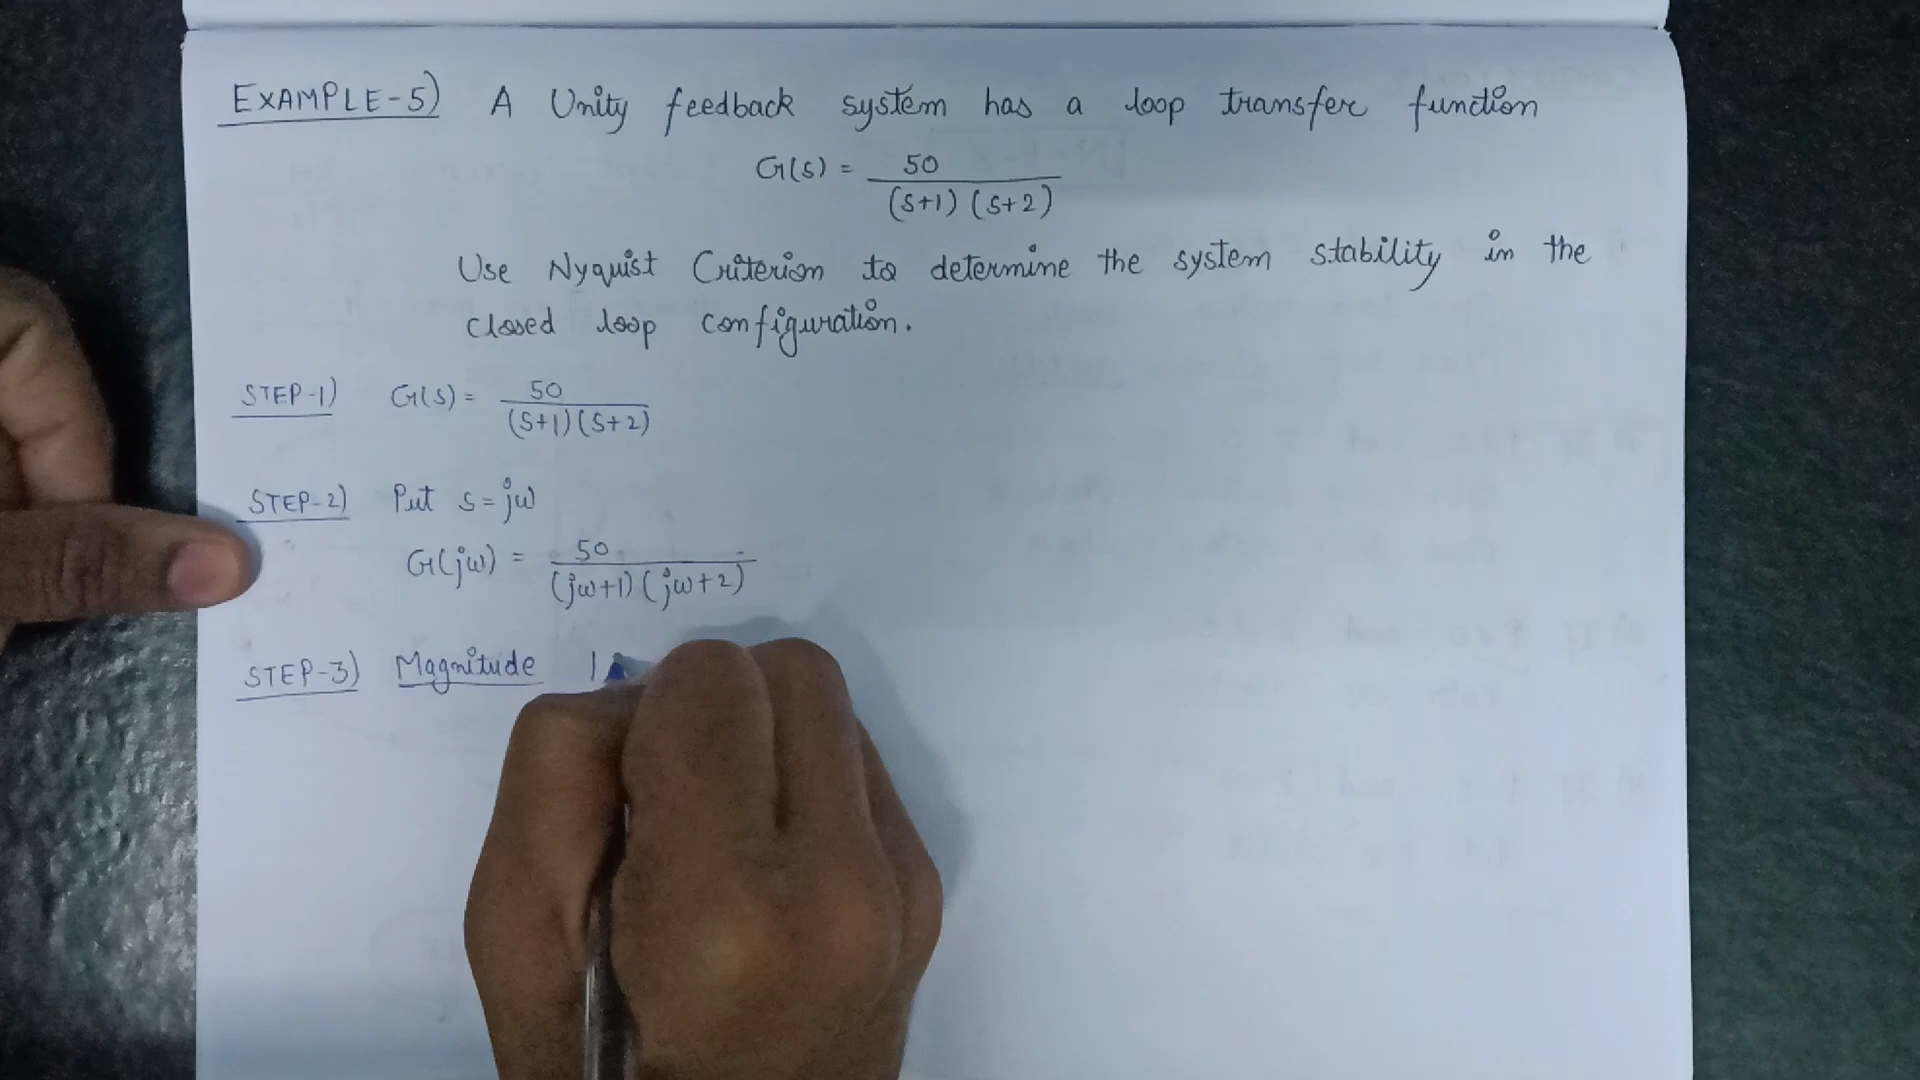 EXAMPLE-5) A Unity feedback system has a loop transfer function
G(s) = 50 / (s+1) (s+2)
Use Nyquist Criterion to determine the system stability in the
closed loop configuration.
STEP-1) G(s) = 50 / (s+1) (s+2)
STEP-2) Put s = jω
G(jω) = 50 / (jω+1) (jω+2)
STEP-3) Magnitude |